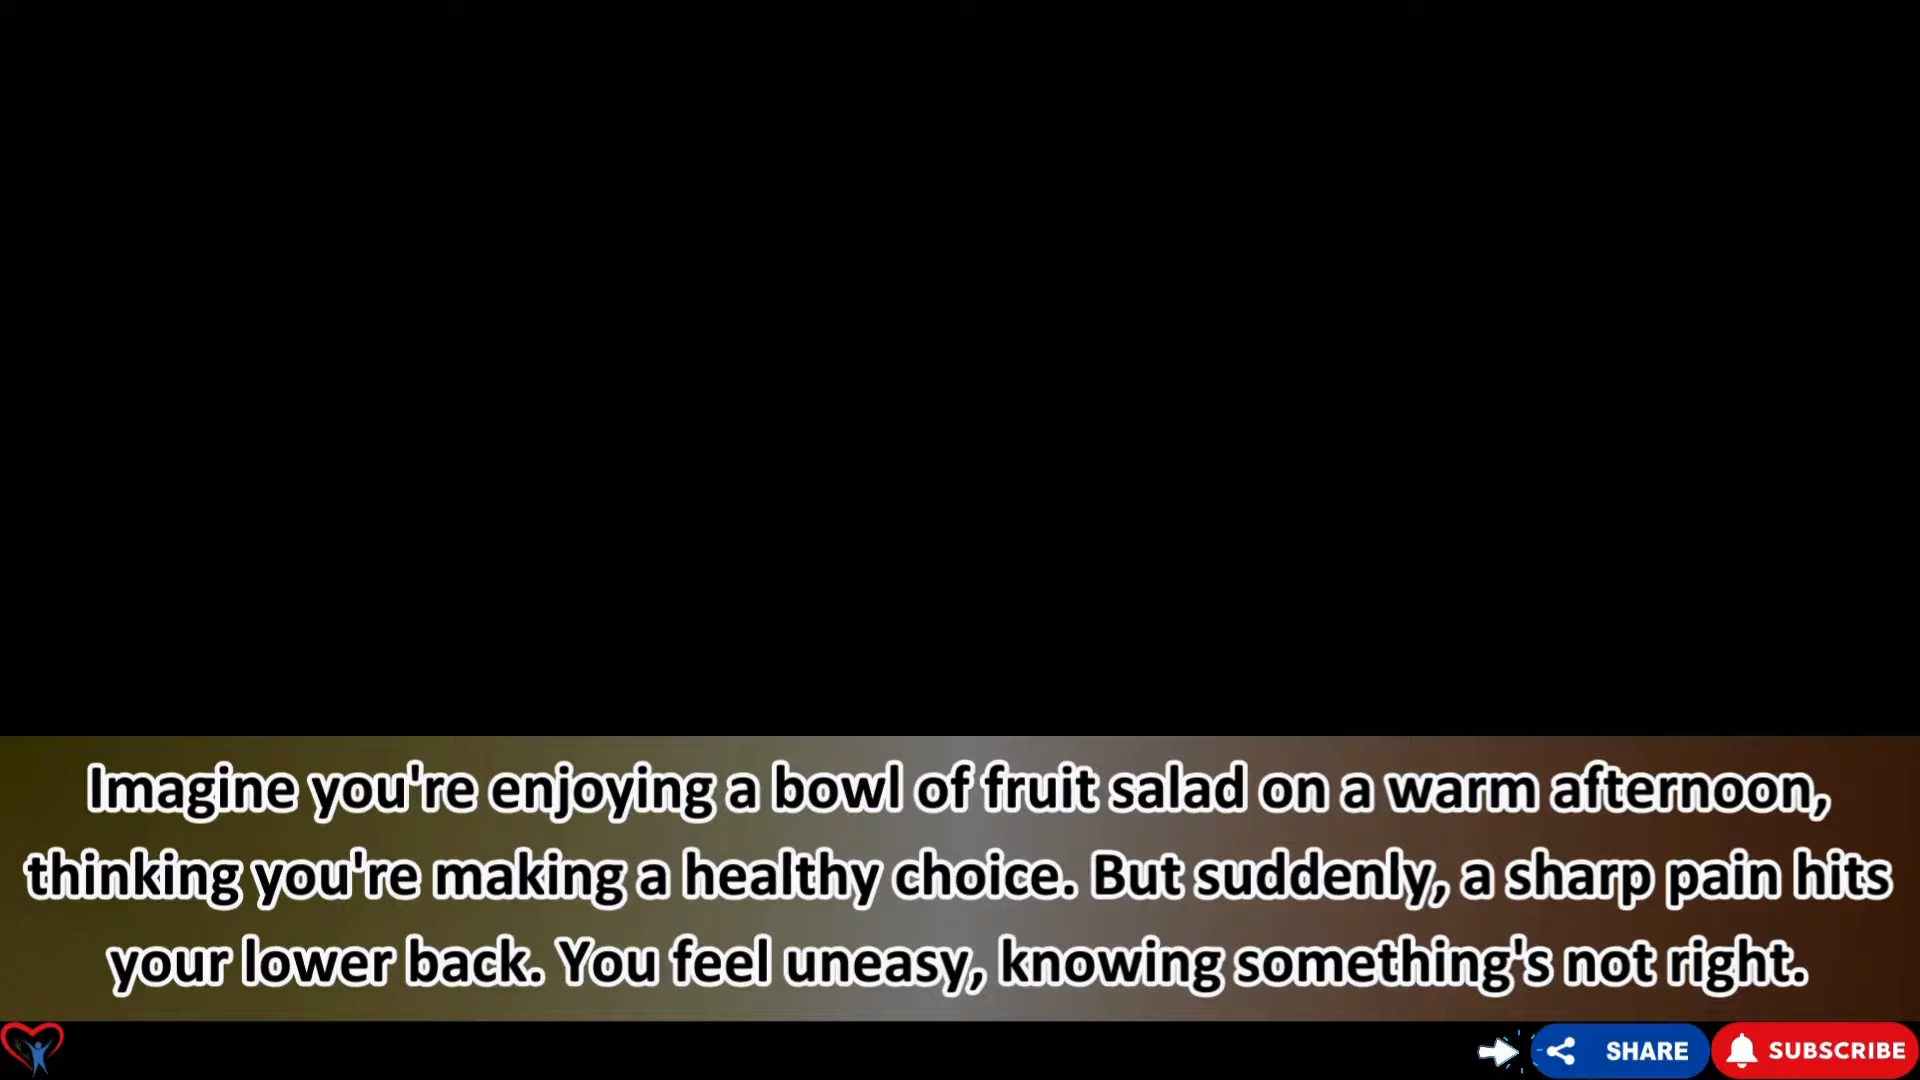 Imagine you're enjoying a bowl of fruit salad on a warm afternoon,
thinking you're making a healthy choice. But suddenly, a sharp pain hits
your lower back. You feel uneasy, knowing something's not right.
SHARE
SUBSCRIBE